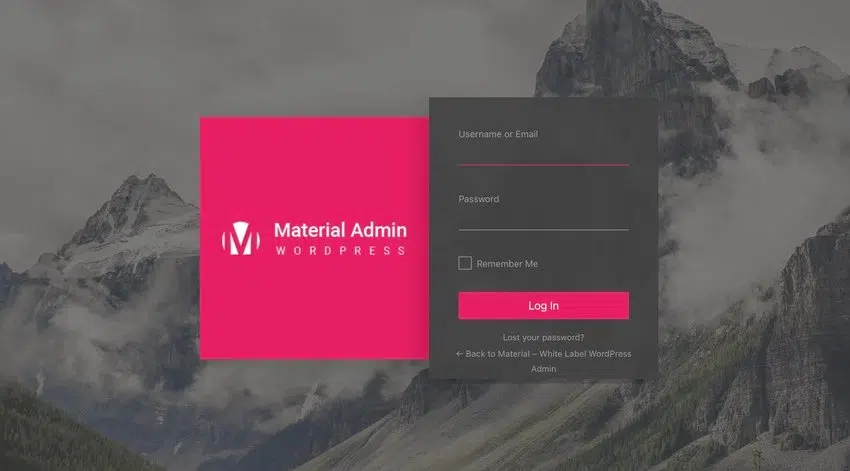 Material Admin
WORDPRESS
Username or Email
Password
Remember Me
Log In
Lost your password?
← Back to Material – White Label WordPress
Admin